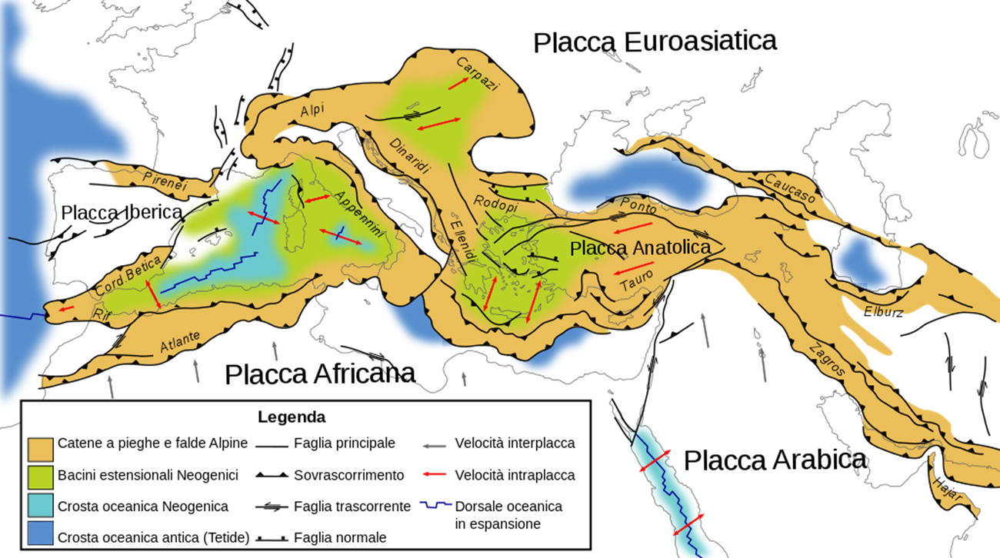 Placca Euroasiatica
Carpazi
Alpi
Dinaridi
Pirenei
Placca Iberica
Appennini
Rodopi
Ponto
Caucaso
Ellenidi
Placca Anatolica
Cord.Betica
Tauro
Rif
Elburz
Atlante
Zagros
Placca Africana
Placca Arabica
Hajar
Legenda
Catene a pieghe e falde Alpine
Faglia principale
Velocità interplacca
Bacini estensionali Neogenici
Sovrascorrimento
Velocità intraplacca
Crosta oceanica Neogenica
Faglia trascorrente
Dorsale oceanica
in espansione
Crosta oceanica antica (Tetide)
Faglia normale